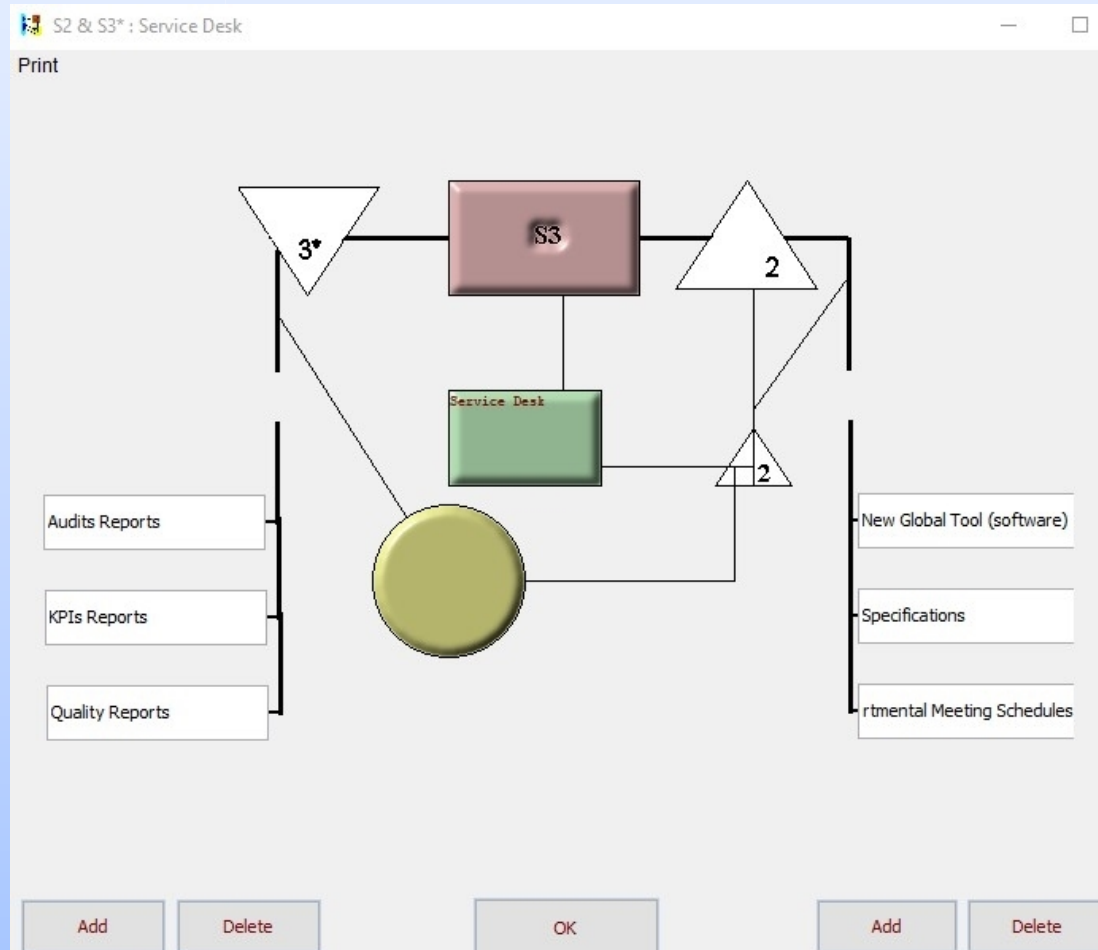 S2 & S3* : Service Desk
Print
3*
S3
2
Service Desk
2
Audits Reports
New Global Tool (software)
KPIs Reports
Specifications
Quality Reports
rtmental Meeting Schedules
Add
Delete
OK
Add
Delete